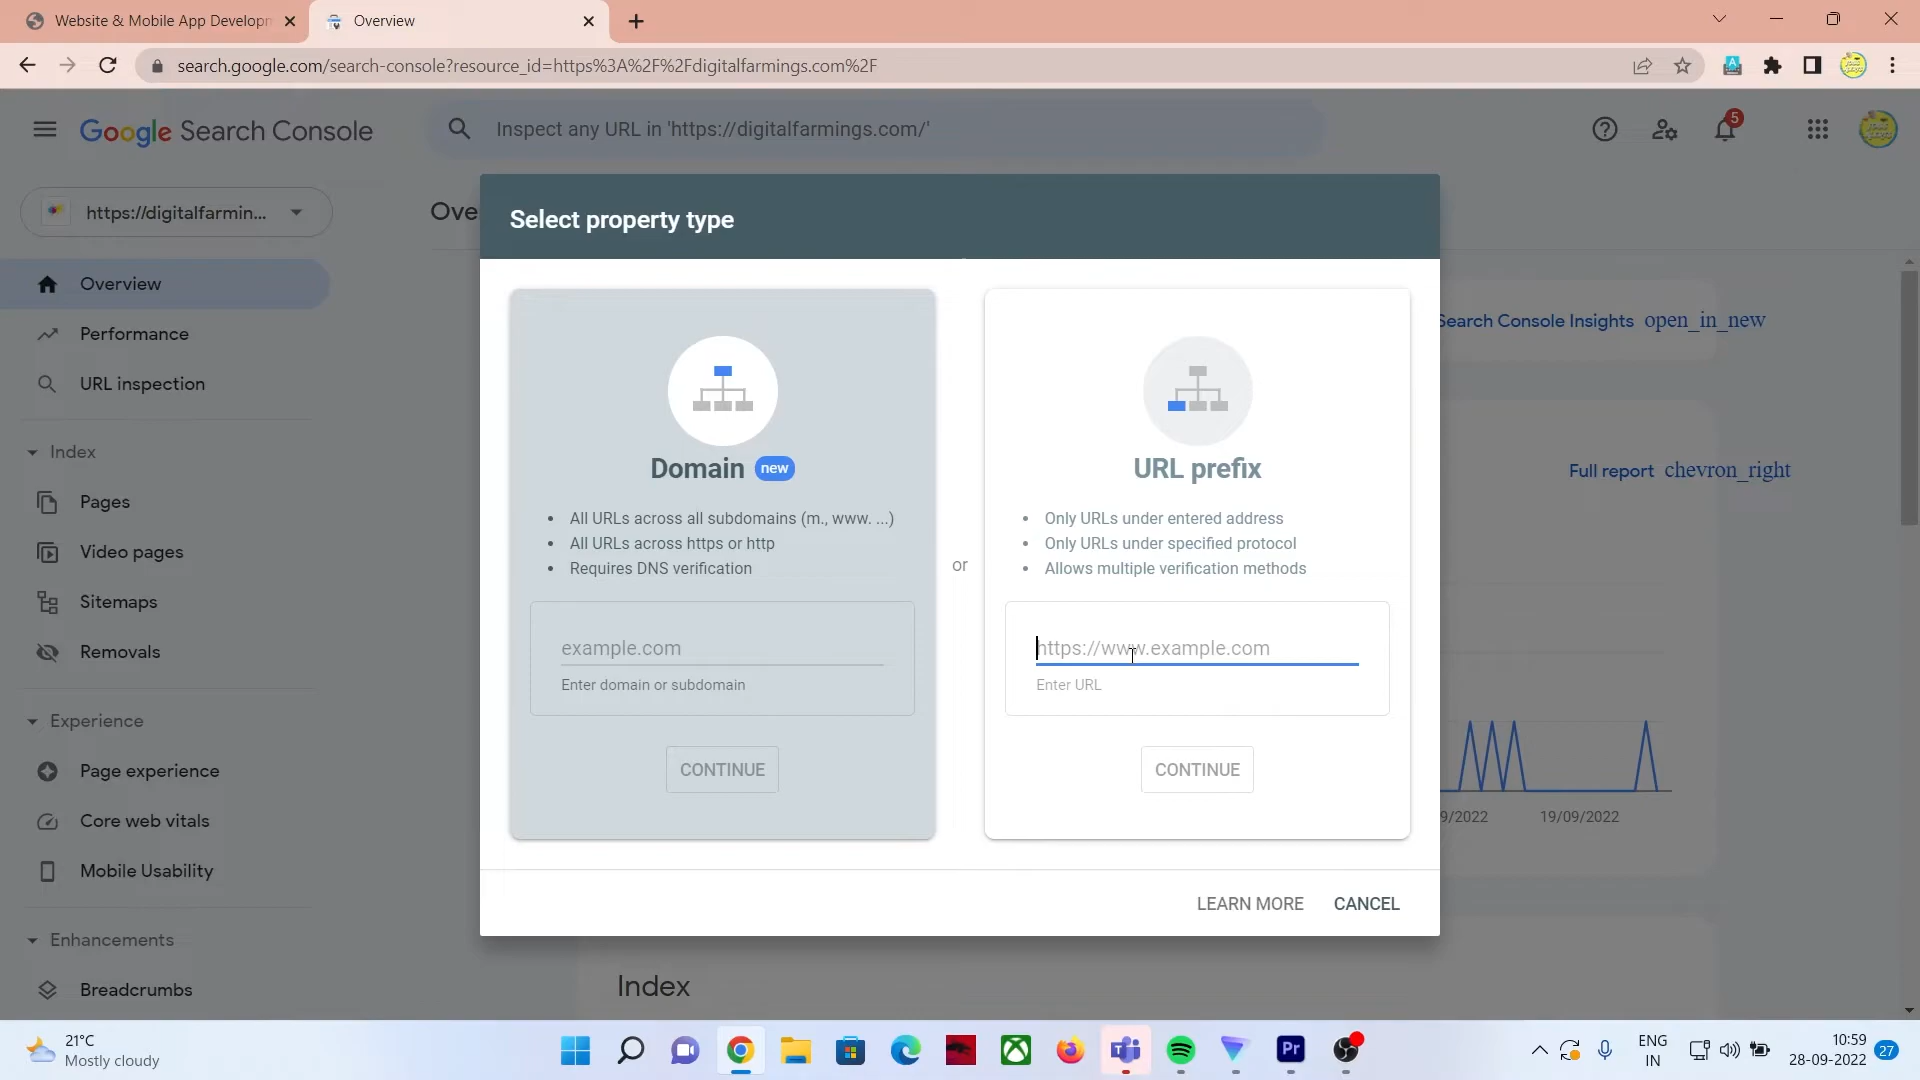 Website & Mobile App Developm
Overview
search.google.com/search-console?resource_id=https%3A%2F%2Fdigitalfarmings.com%2F
Google Search Console
Inspect any URL in 'https://digitalfarmings.com/'
5
https://digitalfarmin...
Ove
Overview
Performance
URL inspection
Index
Pages
Video pages
Sitemaps
Removals
Experience
Page experience
Core web vitals
Mobile Usability
Enhancements
Breadcrumbs
Select property type
Domain new
• All URLs across all subdomains (m., www. ...)
• All URLs across https or http
• Requires DNS verification
example.com
Enter domain or subdomain
CONTINUE
or
URL prefix
• Only URLs under entered address
• Only URLs under specified protocol
• Allows multiple verification methods
https://www.example.com
Enter URL
CONTINUE
LEARN MORE CANCEL
Search Console Insights open_in_new
Full report chevron_right
9/2022 19/09/2022
Index
21°C
Mostly cloudy
Pr
ENG
IN
10:59
28-09-2022
27